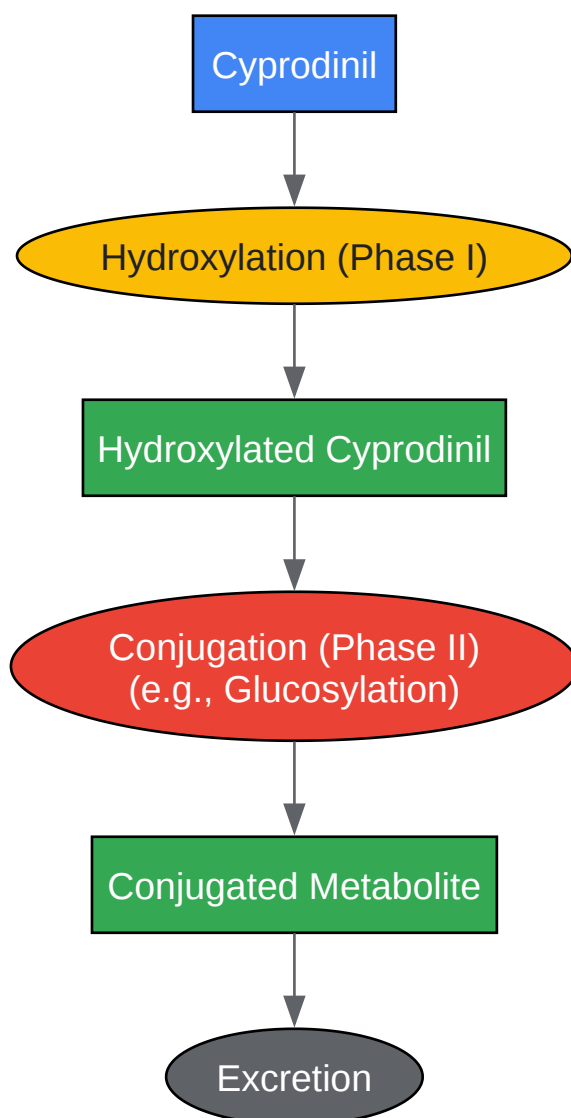 Cyprodinil
Hydroxylation (Phase I)
Hydroxylated Cyprodinil
Conjugation (Phase II)
(e.g., Glucosylation)
Conjugated Metabolite
Excretion